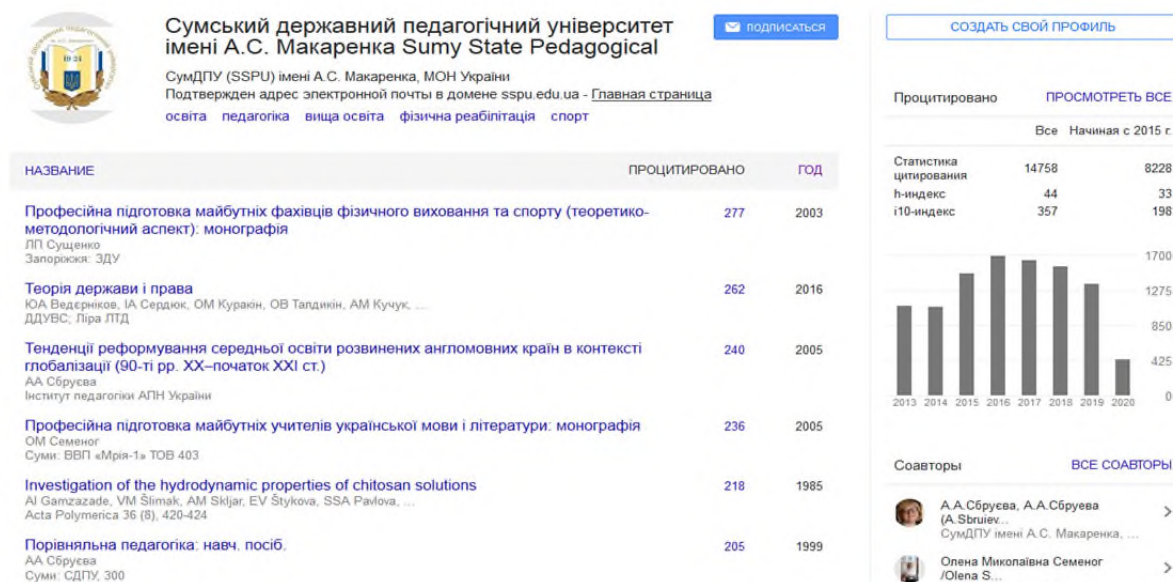 Сумський державний педагогічний університет
імені А.С. Макаренка Sumy State Pedagogical
ПОДПИСАТЬСЯ
СумДПУ (SSPU) імені А.С. Макаренка, МОН України
Подтвержден адрес электронной почты в домене sspu.edu.ua - Главная страница
освіта педагогіка вища освіта фізична реабілітація спорт
НАЗВАНИЕ ПРОЦИТИРОВАНО ГОД
Професійна підготовка майбутніх фахівців фізичного виховання та спорту (теоретико- 277 2003
методологічний аспект): монографія
ЛП Сущенко
Запоріжжя: ЗДУ
Теорія держави і права 262 2016
ЮА Ведєрніков, ІА Сердюк, ОМ Куракін, ОВ Талдикін, АМ Кучук, ...
ДДУВС; Ліра ЛТД
Тенденції реформування середньої освіти розвинених англомовних країн в контексті 240 2005
глобалізації (90-ті рр. ХХ–початок ХХІ ст.)
АА Сбруєва
Інститут педагогіки АПН України
Професійна підготовка майбутніх учителів української мови і літератури: монографія 236 2005
ОМ Семеног
Суми: ВВП «Мрія-1» ТОВ 403
Investigation of the hydrodynamic properties of chitosan solutions 218 1985
AI Gamzazade, VM Šlimak, AM Skljar, EV Štykova, SSA Pavlova, ...
Acta Polymerica 36 (8), 420-424
Порівняльна педагогіка: навч. посіб. 205 1999
АА Сбруєва
Суми: СДПУ, 300
СОЗДАТЬ СВОЙ ПРОФИЛЬ
Процитировано ПРОСМОТРЕТЬ ВСЕ
Все Начиная с 2015 г.
Статистика
цитирования 14758 8228
h-индекс 44 33
i10-индекс 357 198
1700
1275
850
425
0
2013 2014 2015 2016 2017 2018 2019 2020
Соавторы ВСЕ СОАВТОРЫ
А.А.Сбруєва, А.А.Сбруева
(A.Sbruiev...
СумДПУ імені А.С. Макаренка, ...
Олена Миколаївна Семеног
/Olena S...